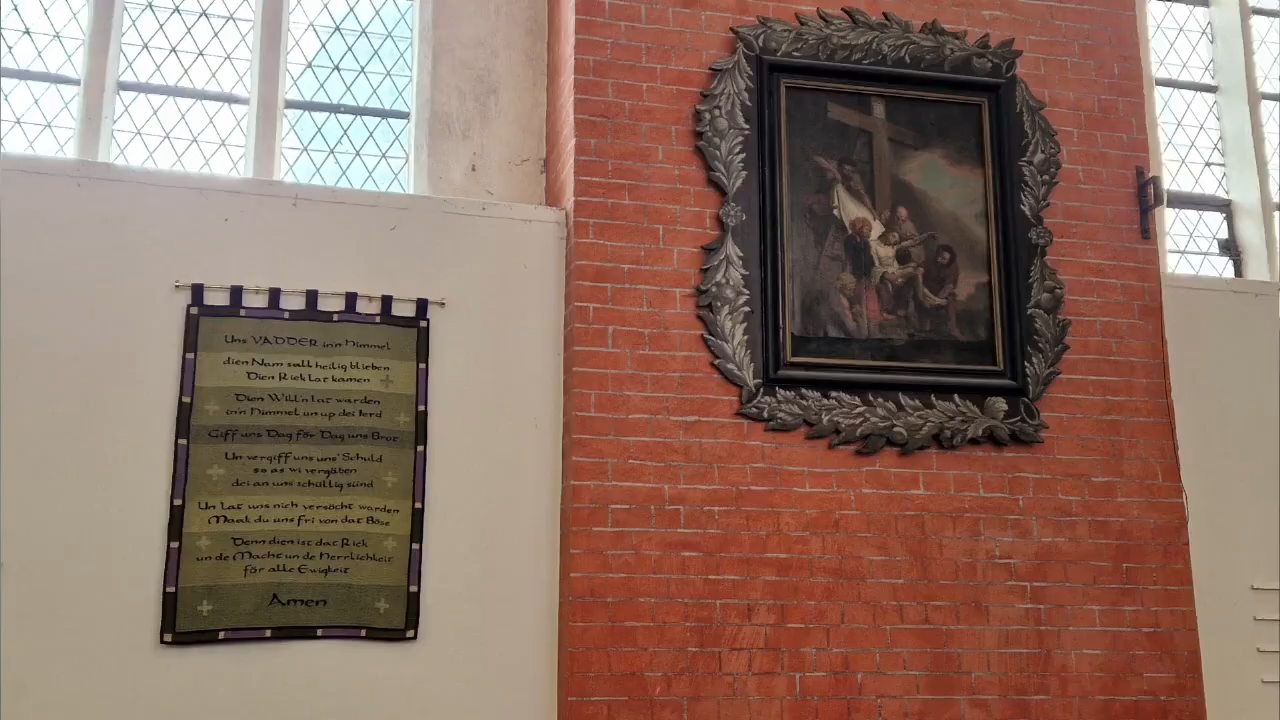 Uns VADDER in'n Himmel
dien Nam sall heilig blieben
Dien Riek lat kamen
Dien Will'n lat warden
in'n Himmel un up dei Ierd
Giff uns Dag för Dag uns Brot
Un vergiff uns uns' Schuld
so as wi vergäben
dei an uns schüllig sünd
Un lat uns nich versöcht warden
Maak du uns fri von dat Böse
Denn dien ist dat Riek
un de Macht un de Herrlichkeit
för alle Ewigkeit
Amen